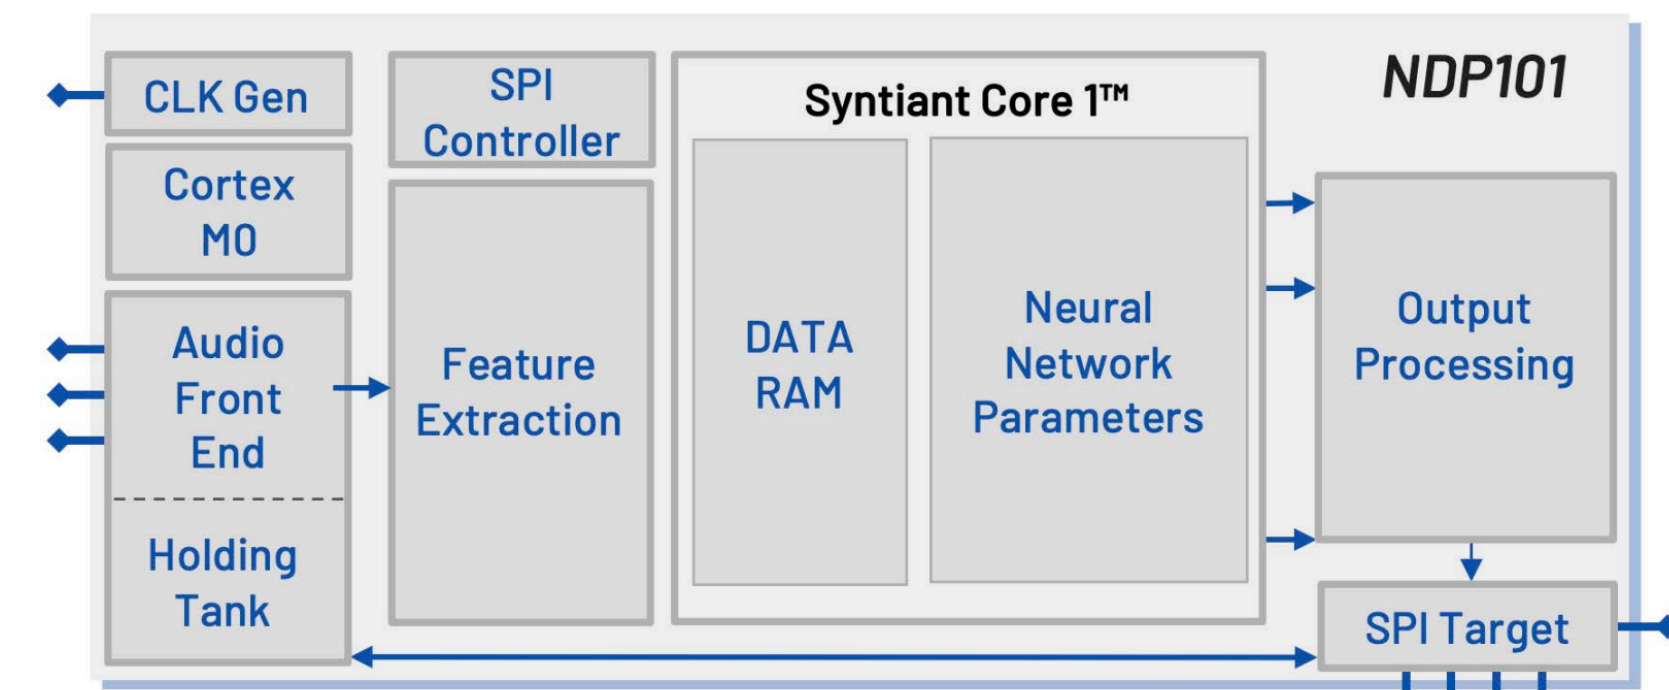 NDP101
CLK Gen
Cortex
M0
Audio
Front
End
Holding
Tank
SPI
Controller
Feature
Extraction
Syntiant Core 1™
DATA
RAM
Neural
Network
Parameters
Output
Processing
SPI Target